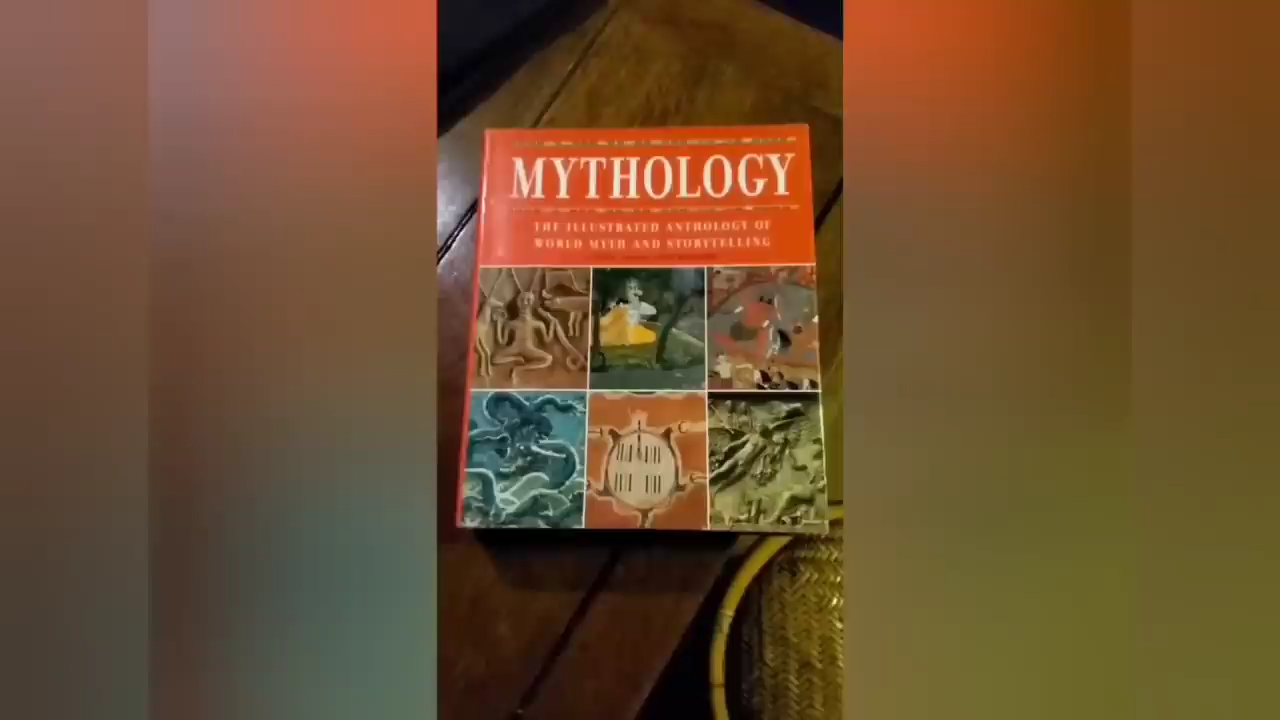 MYTHOLOGY
THE ILLUSTRATED ANTHOLOGY OF
WORLD MYTH AND STORYTELLING